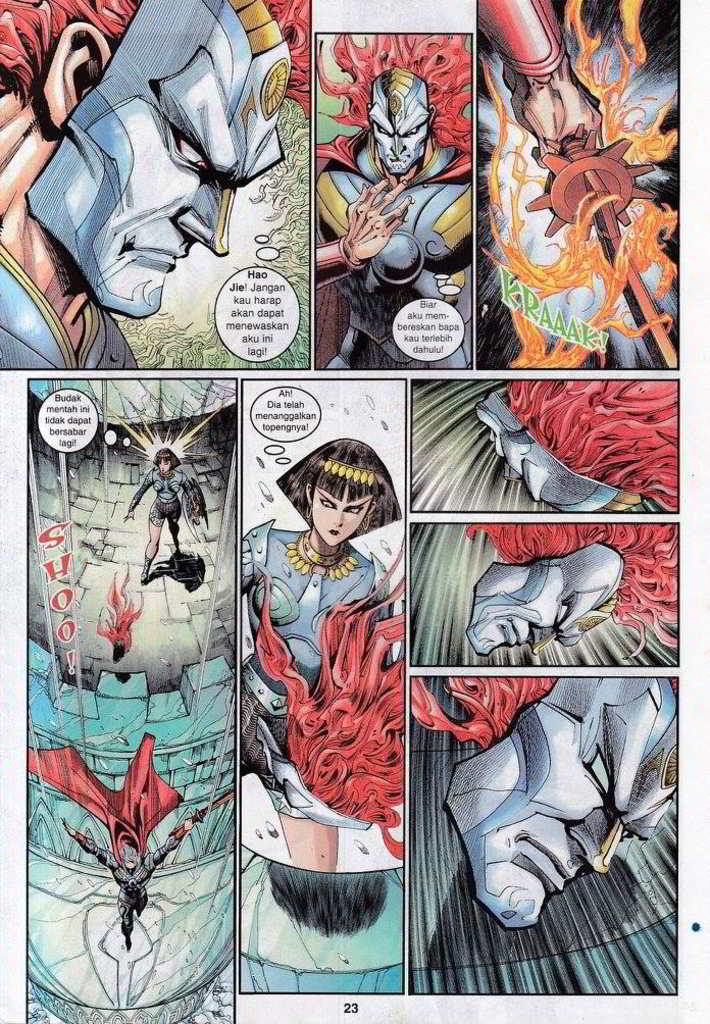 Hao
Jie! Jangan
kau harap
akan dapat
menewaskan
aku ini
lagi!
Biar
aku mem-
bereskan bapa
kau terlebih
dahulu!
KRAAAK!
Budak
mentah ini
tidak dapat
bersabar
lagi!
SHOO!
Ah!
Dia telah
menanggalkan
topengnya!
23